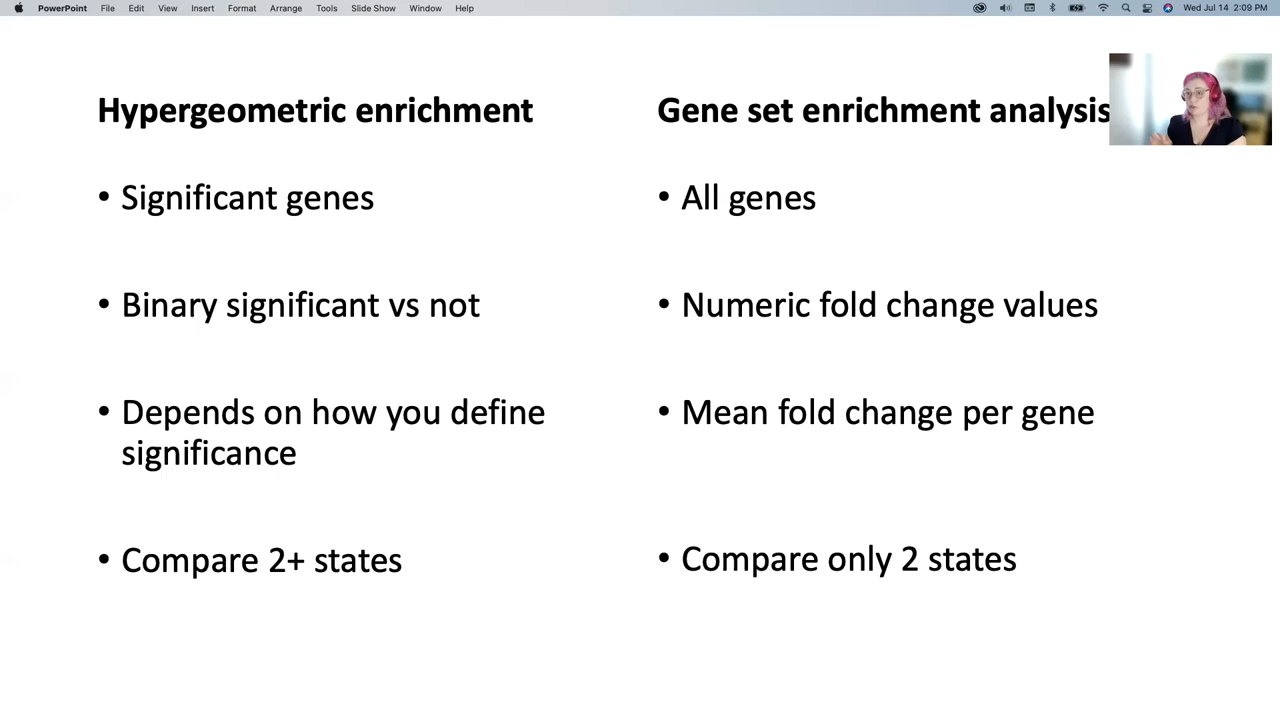 PowerPoint File Edit View Insert Format Arrange Tools Slide Show Window Help Wed Jul 14 2:09 PM
Hypergeometric enrichment
• Significant genes
• Binary significant vs not
• Depends on how you define
significance
• Compare 2+ states
Gene set enrichment analysis
• All genes
• Numeric fold change values
• Mean fold change per gene
• Compare only 2 states